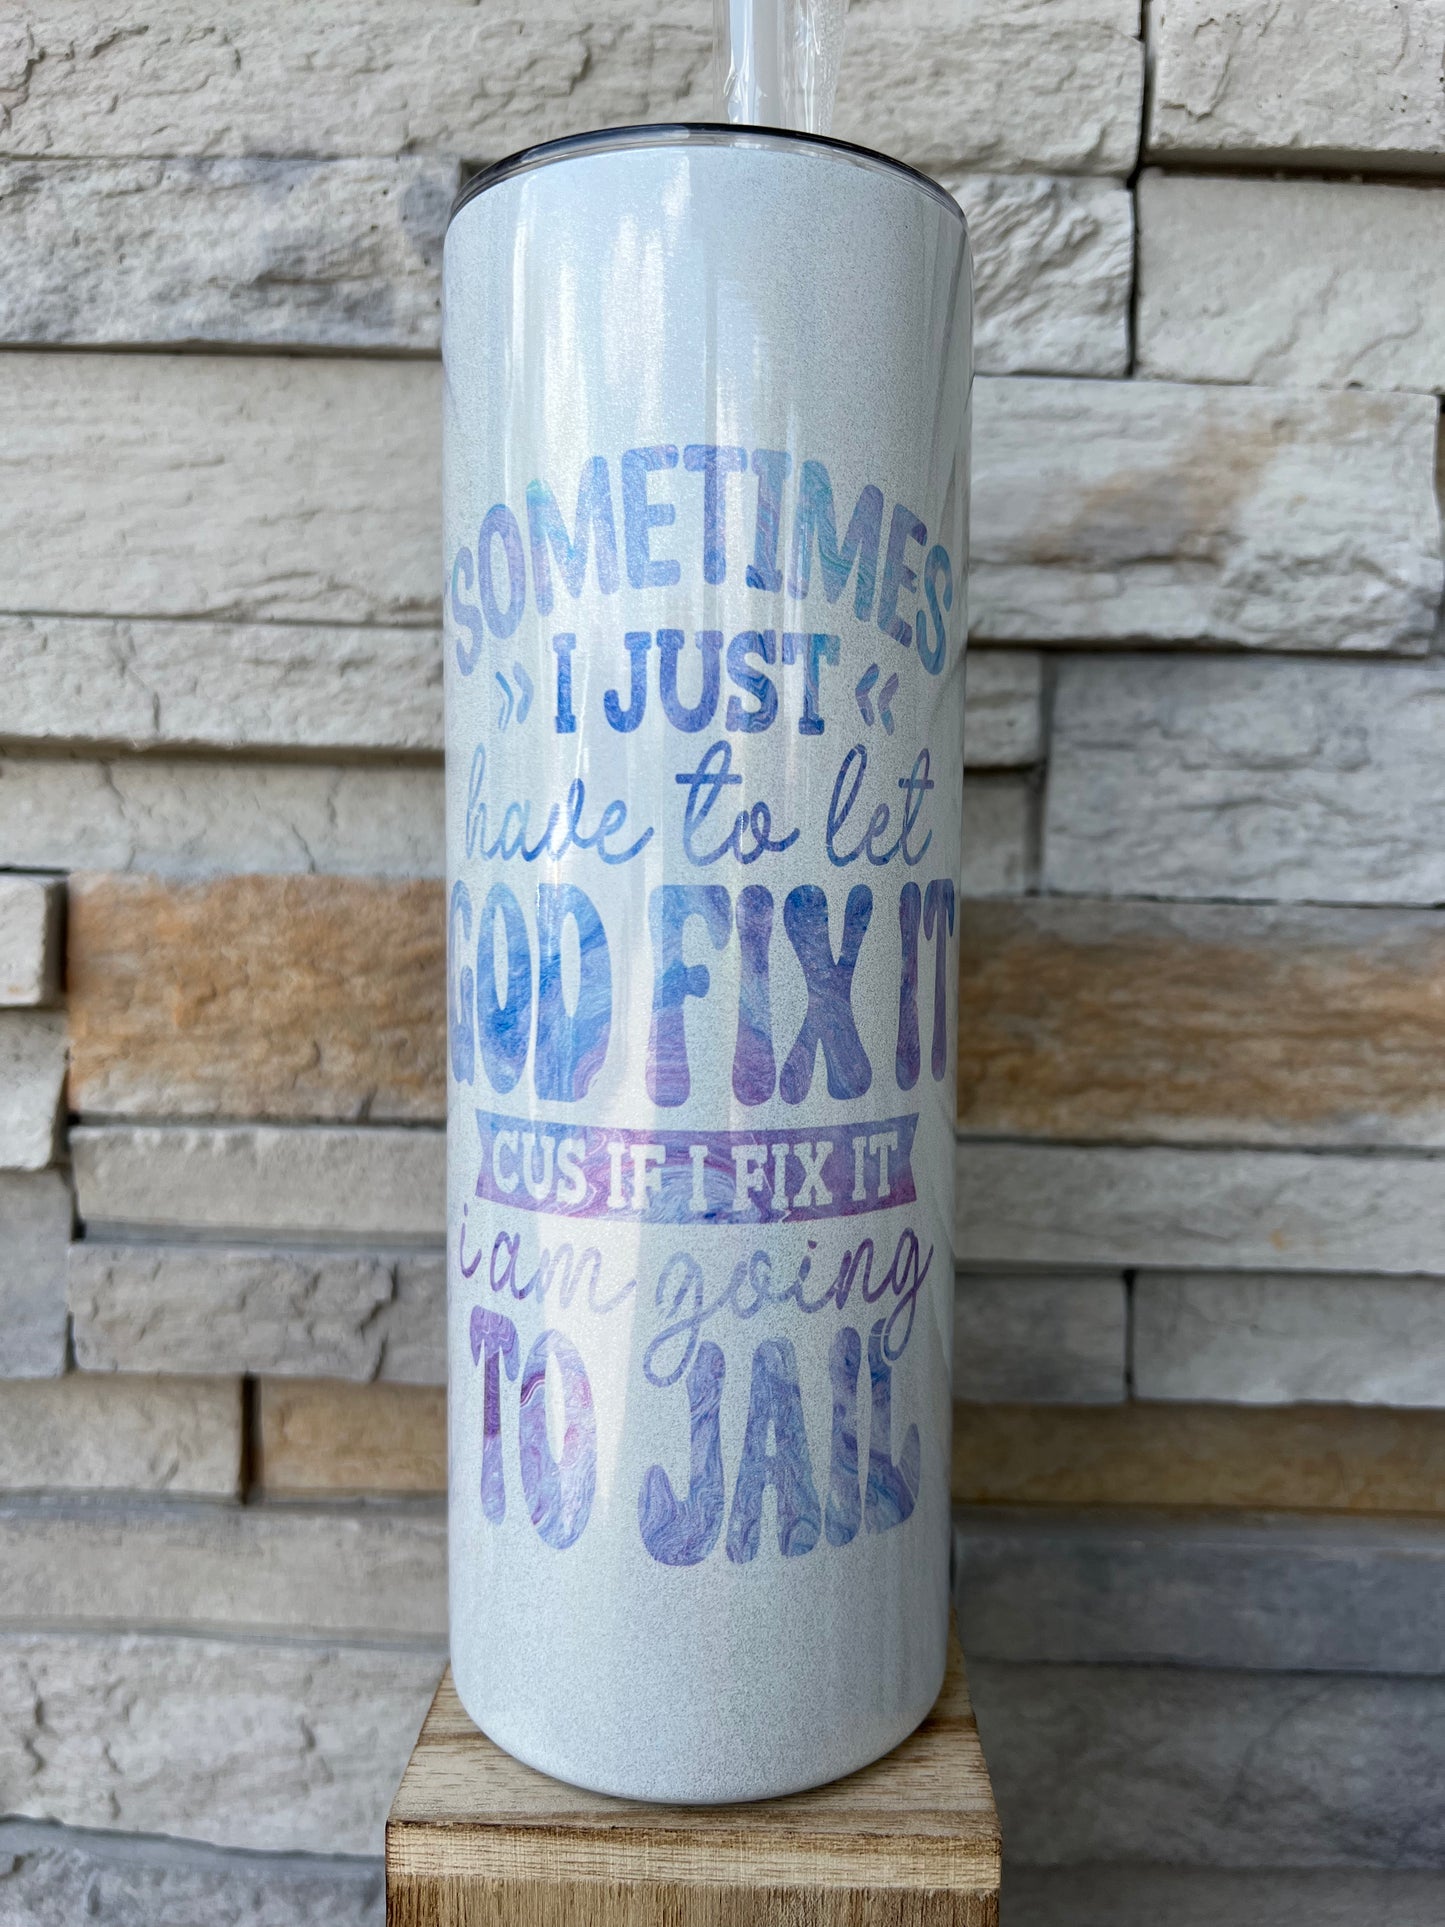 SOMETIMES
I JUST
have to let
GOD FIX IT
CUS IF I FIX IT
i am going
TO JAIL